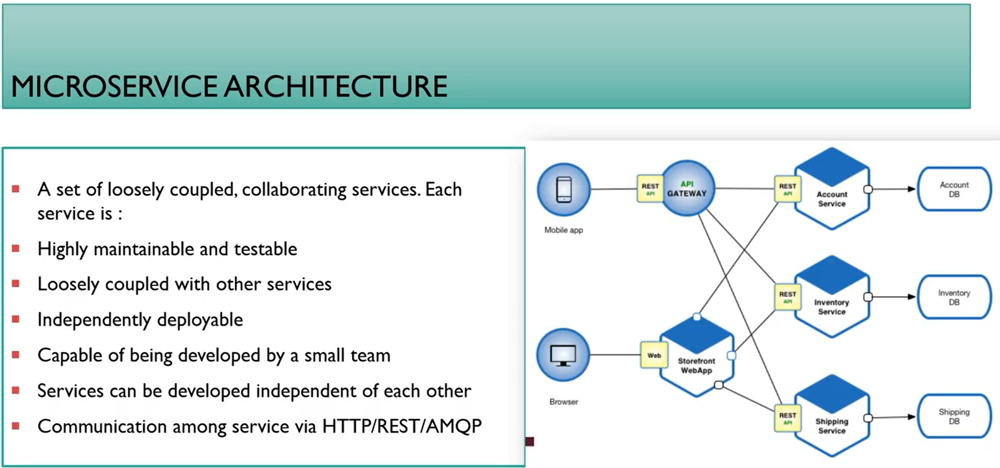 MICROSERVICE ARCHITECTURE
A set of loosely coupled, collaborating services. Each
service is :
Highly maintainable and testable
Loosely coupled with other services
Independently deployable
Capable of being developed by a small team
Services can be developed independent of each other
Communication among service via HTTP/REST/AMQP
Mobile app
REST
API
API
GATEWAY
REST
API
Account
Service
Account
DB
REST
API
Inventory
Service
Inventory
DB
Browser
Web
Storefront
WebApp
REST
API
Shipping
Service
Shipping
DB